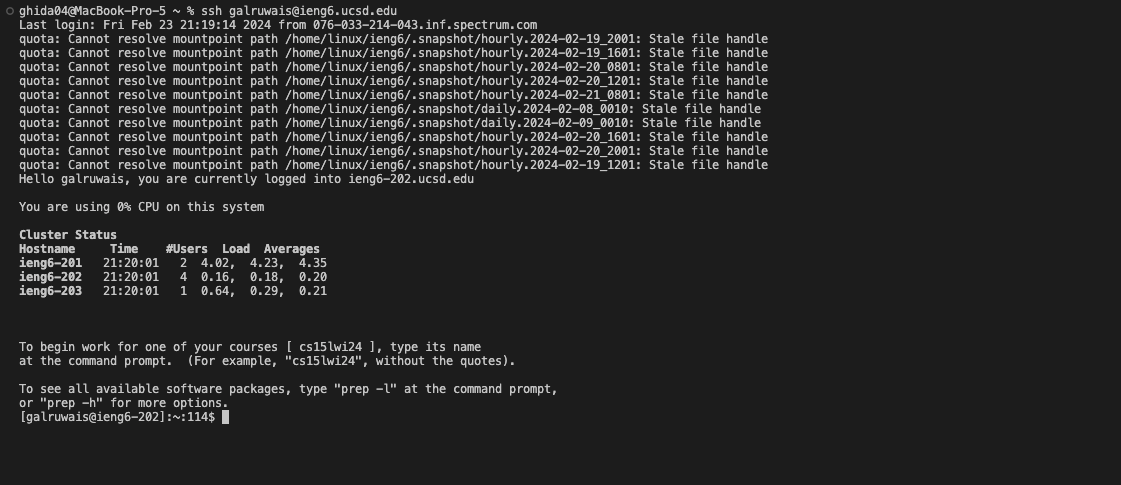 ghida04@MacBook-Pro-5 ~ % ssh galruwais@ieng6.ucsd.edu
Last login: Fri Feb 23 21:19:14 2024 from 076-033-214-043.inf.spectrum.com
quota: Cannot resolve mountpoint path /home/linux/ieng6/.snapshot/hourly.2024-02-19_2001: Stale file handle
quota: Cannot resolve mountpoint path /home/linux/ieng6/.snapshot/hourly.2024-02-19_1601: Stale file handle
quota: Cannot resolve mountpoint path /home/linux/ieng6/.snapshot/hourly.2024-02-20_0801: Stale file handle
quota: Cannot resolve mountpoint path /home/linux/ieng6/.snapshot/hourly.2024-02-20_1201: Stale file handle
quota: Cannot resolve mountpoint path /home/linux/ieng6/.snapshot/hourly.2024-02-21_0801: Stale file handle
quota: Cannot resolve mountpoint path /home/linux/ieng6/.snapshot/daily.2024-02-08_0010: Stale file handle
quota: Cannot resolve mountpoint path /home/linux/ieng6/.snapshot/daily.2024-02-09_0010: Stale file handle
quota: Cannot resolve mountpoint path /home/linux/ieng6/.snapshot/hourly.2024-02-20_1601: Stale file handle
quota: Cannot resolve mountpoint path /home/linux/ieng6/.snapshot/hourly.2024-02-20_2001: Stale file handle
quota: Cannot resolve mountpoint path /home/linux/ieng6/.snapshot/hourly.2024-02-19_1201: Stale file handle
Hello galruwais, you are currently logged into ieng6-202.ucsd.edu
You are using 0% CPU on this system
Cluster Status
Hostname     Time    #Users  Load  Averages
ieng6-201   21:20:01   2  4.02,  4.23,  4.35
ieng6-202   21:20:01   4  0.16,  0.18,  0.20
ieng6-203   21:20:01   1  0.64,  0.29,  0.21
To begin work for one of your courses [ cs15lwi24 ], type its name
at the command prompt.  (For example, "cs15lwi24", without the quotes).
To see all available software packages, type "prep -l" at the command prompt,
or "prep -h" for more options.
[galruwais@ieng6-202]:~:114$